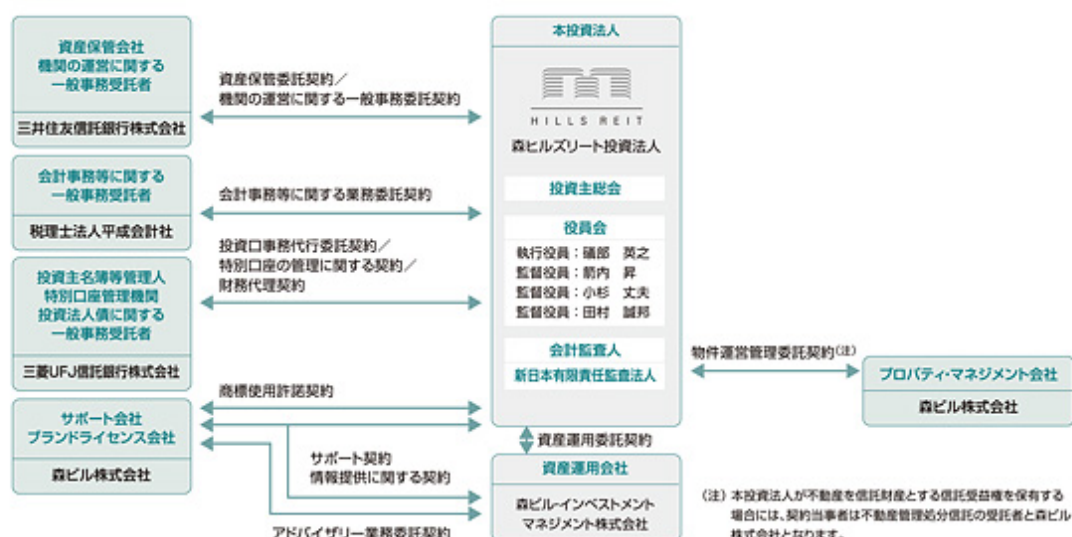 資産保管会社
機関の運営に関する
一般事務受託者
三井住友信託銀行株式会社
会計事務等に関する
一般事務受託者
税理士法人平成会計社
投資主名簿等管理人
特別口座管理機関
投資法人債に関する
一般事務受託者
三菱UFJ信託銀行株式会社
サポート会社
ブランドライセンス会社
森ビル株式会社
資産保管委託契約／
機関の運営に関する一般事務委託契約
会計事務等に関する業務委託契約
投資口事務代行委託契約／
特別口座の管理に関する契約／
財務代理契約
商標使用許諾契約
サポート契約
情報提供に関する契約
アドバイザリー業務委託契約
本投資法人
HILLS REIT
森ヒルズリート投資法人
投資主総会
役員会
執行役員：礒部 英之
監督役員：箭内 昇
監督役員：小杉 丈夫
監督役員：田村 誠邦
会計監査人
新日本有限責任監査法人
資産運用委託契約
資産運用会社
森ビル・インベストメント
マネジメント株式会社
物件運営管理委託契約(注)
プロパティ・マネジメント会社
森ビル株式会社
(注) 本投資法人が不動産を信託財産とする信託受益権を保有する
場合には、契約当事者は不動産管理処分信託の受託者と森ビル
株式会社となります。